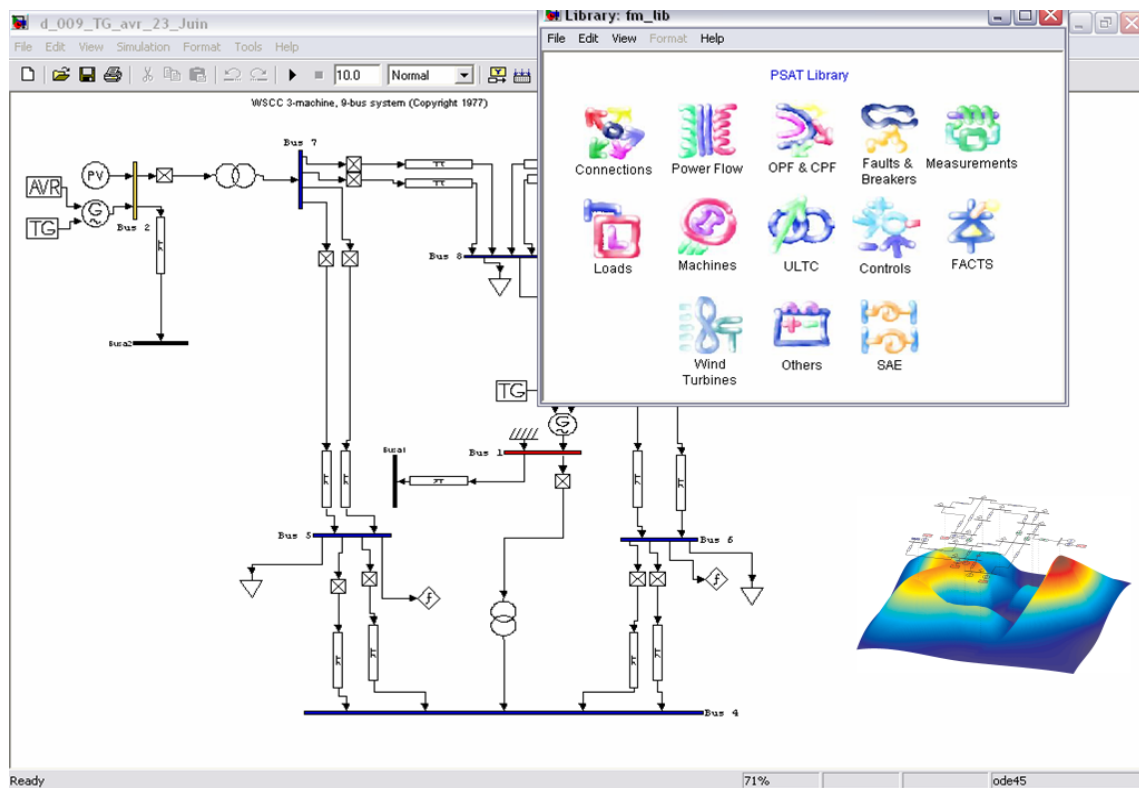 d_009_TG_avr_23_Juin
File Edit View Simulation Format Tools Help
10.0 Normal
WSCC 3-machine, 9-bus system (Copyright 1977)
Bus 7
PV
AVR
G
TG
Bus 2
Bus 8
Busa2
TG
G
Busa1
Bus 1
Bus 5
Bus 6
f
f
Bus 4
Ready
71%
ode45
Library: fm_lib
File Edit View Format Help
PSAT Library
Connections
Power Flow
OPF & CPF
Faults &
Breakers
Measurements
Loads
Machines
ULTC
Controls
FACTS
Wind
Turbines
Others
SAE